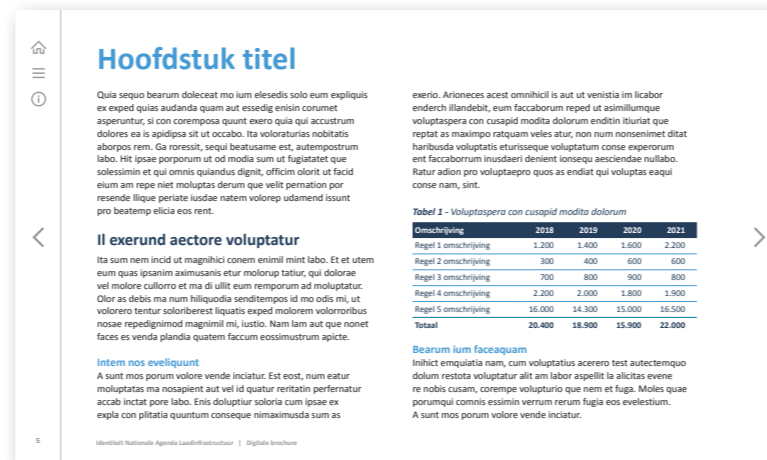 Hoofdstuk titel
Quia sequo bearum doleceat mo ium elesedis solo eum expliquis
ex exped quias audanda quam aut essedig enisin corumet
asperuntur, si con coremposa quunt exero quia qui accustrum
dolores ea is apidipsa sit ut occabo. Ita voloraturias nobitatis
aborpos rem. Ga roressit, sequi beatusame est, autempostrum
labo. Hit ipsae porporum ut od modia sum ut fugiatatet que
solessimin et qui omnis quiandus dignit, officim olorit ut facid
eium am repe niet moluptas derum que velit pernation por
resende llique periate iusdae natem volorep udamend issunt
pro beatemp elicia eos rent.
Il exerund aectore voluptatur
Ita sum nem incid ut magnihici conem enimil mint labo. Et et utem
eum quas ipsanim aximusanis etur molorup tatiur, qui dolorae
vel molore cullorro et ma di ullit eum remporum ad moluptatur.
Olor as debis ma num hiliquodia senditempos id mo odis mi, ut
volorero tentur soloriberest liquatis exped molorem volorroribus
nosae repedignimod magnimil mi, iustio. Nam lam aut que nonet
faces es venda plandia quatem faccum eossimustrum apicte.
Intem nos eveliquunt
A sunt mos porum volore vende inciatur. Est eost, num eatur
moluptatas ma nosapient aut vel id quatur reritatin perfernatur
accab inctat pore labo. Enis doluptiur soloria cum ipsae ex
expla con plitatia quuntum conseque nimaximusda sum as
exerio. Arioneces acest omnihicil is aut ut venistia im licabor
enderch illandebit, eum faccaborum reped ut asimillumque
voluptaspera con cusapid modita dolorum enditin itiuriat que
reptat as maximpo ratquam veles atur, non num nonsenimet ditat
haribusda voluptatis eturisseque voluptatum conse experorum
ent faccaborrum inusdaeri denient ionsequ aesciendae nullabo.
Ratur adion pro voluptaepro quos as endiat qui voluptas eaqui
conse nam, sint.
Tabel 1 - Voluptaspera con cusapid modita dolorum
Omschrijving 2018 2019 2020 2021
Regel 1 omschrijving 1.200 1.400 1.600 2.200
Regel 2 omschrijving 300 400 600 600
Regel 3 omschrijving 700 800 900 800
Regel 4 omschrijving 2.200 2.000 1.800 1.900
Regel 5 omschrijving 16.000 14.300 15.000 16.500
Totaal 20.400 18.900 15.900 22.000
Bearum ium faceaquam
Inihict emquiatia nam, cum voluptatius acerero test autectemquo
dolum restota voluptatur alit am labor aspellit la alicitas evene
re nobis cusam, corempe volupturio que nem et fuga. Moles quae
porumqui comnis essimin verrum rerum fugia eos evelestium.
A sunt mos porum volore vende inciatur.
5
Identiteit Nationale Agenda Laadinfrastructuur | Digitale brochure